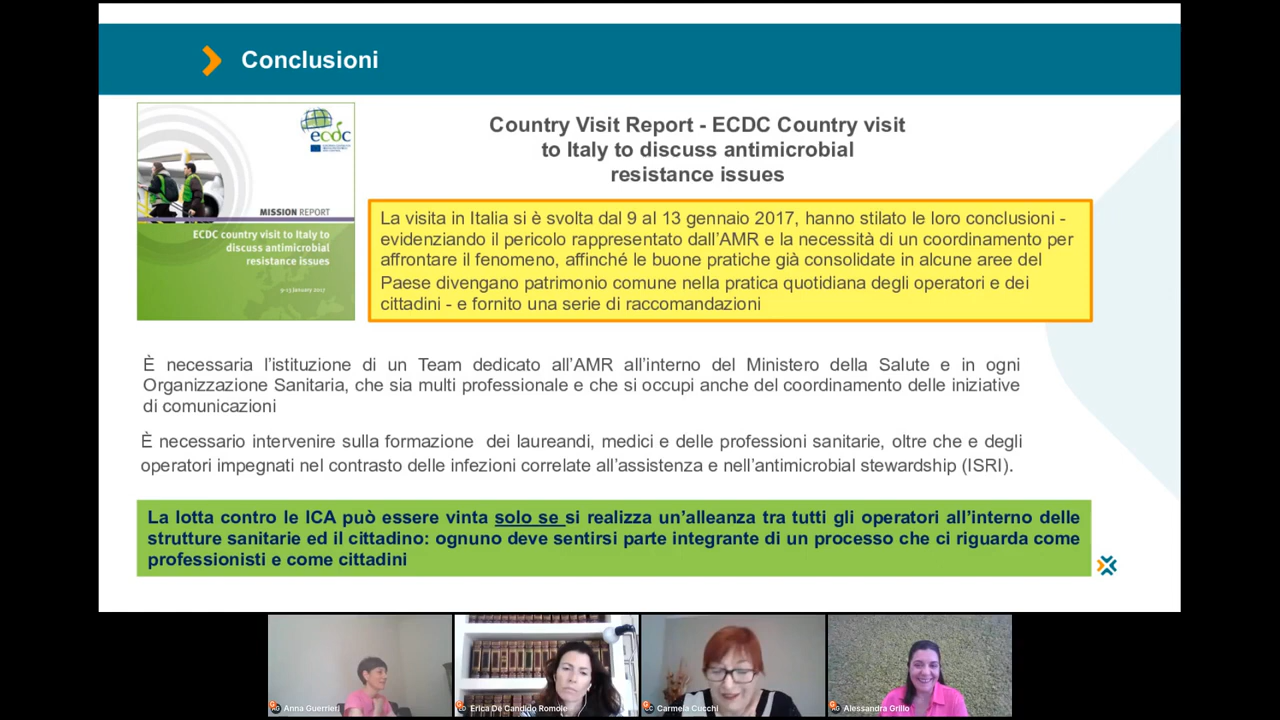 Conclusioni
ecdc
MISSION REPORT
ECDC country visit to Italy to
discuss antimicrobial
resistance issues
9-13 January 2017
Country Visit Report - ECDC Country visit
to Italy to discuss antimicrobial
resistance issues
La visita in Italia si è svolta dal 9 al 13 gennaio 2017, hanno stilato le loro conclusioni -
evidenziando il pericolo rappresentato dall'AMR e la necessità di un coordinamento per
affrontare il fenomeno, affinché le buone pratiche già consolidate in alcune aree del
Paese divengano patrimonio comune nella pratica quotidiana degli operatori e dei
cittadini - e fornito una serie di raccomandazioni
È necessaria l'istituzione di un Team dedicato all'AMR all'interno del Ministero della Salute e in ogni
Organizzazione Sanitaria, che sia multi professionale e che si occupi anche del coordinamento delle iniziative
di comunicazioni
È necessario intervenire sulla formazione dei laureandi, medici e delle professioni sanitarie, oltre che e degli
operatori impegnati nel contrasto delle infezioni correlate all'assistenza e nell'antimicrobial stewardship (ISRI).
La lotta contro le ICA può essere vinta solo se si realizza un'alleanza tra tutti gli operatori all'interno delle
strutture sanitarie ed il cittadino: ognuno deve sentirsi parte integrante di un processo che ci riguarda come
professionisti e come cittadini
Anna Guerrieri
Erica De Candido Romole
CC Carmela Cucchi
Alessandra Grillo